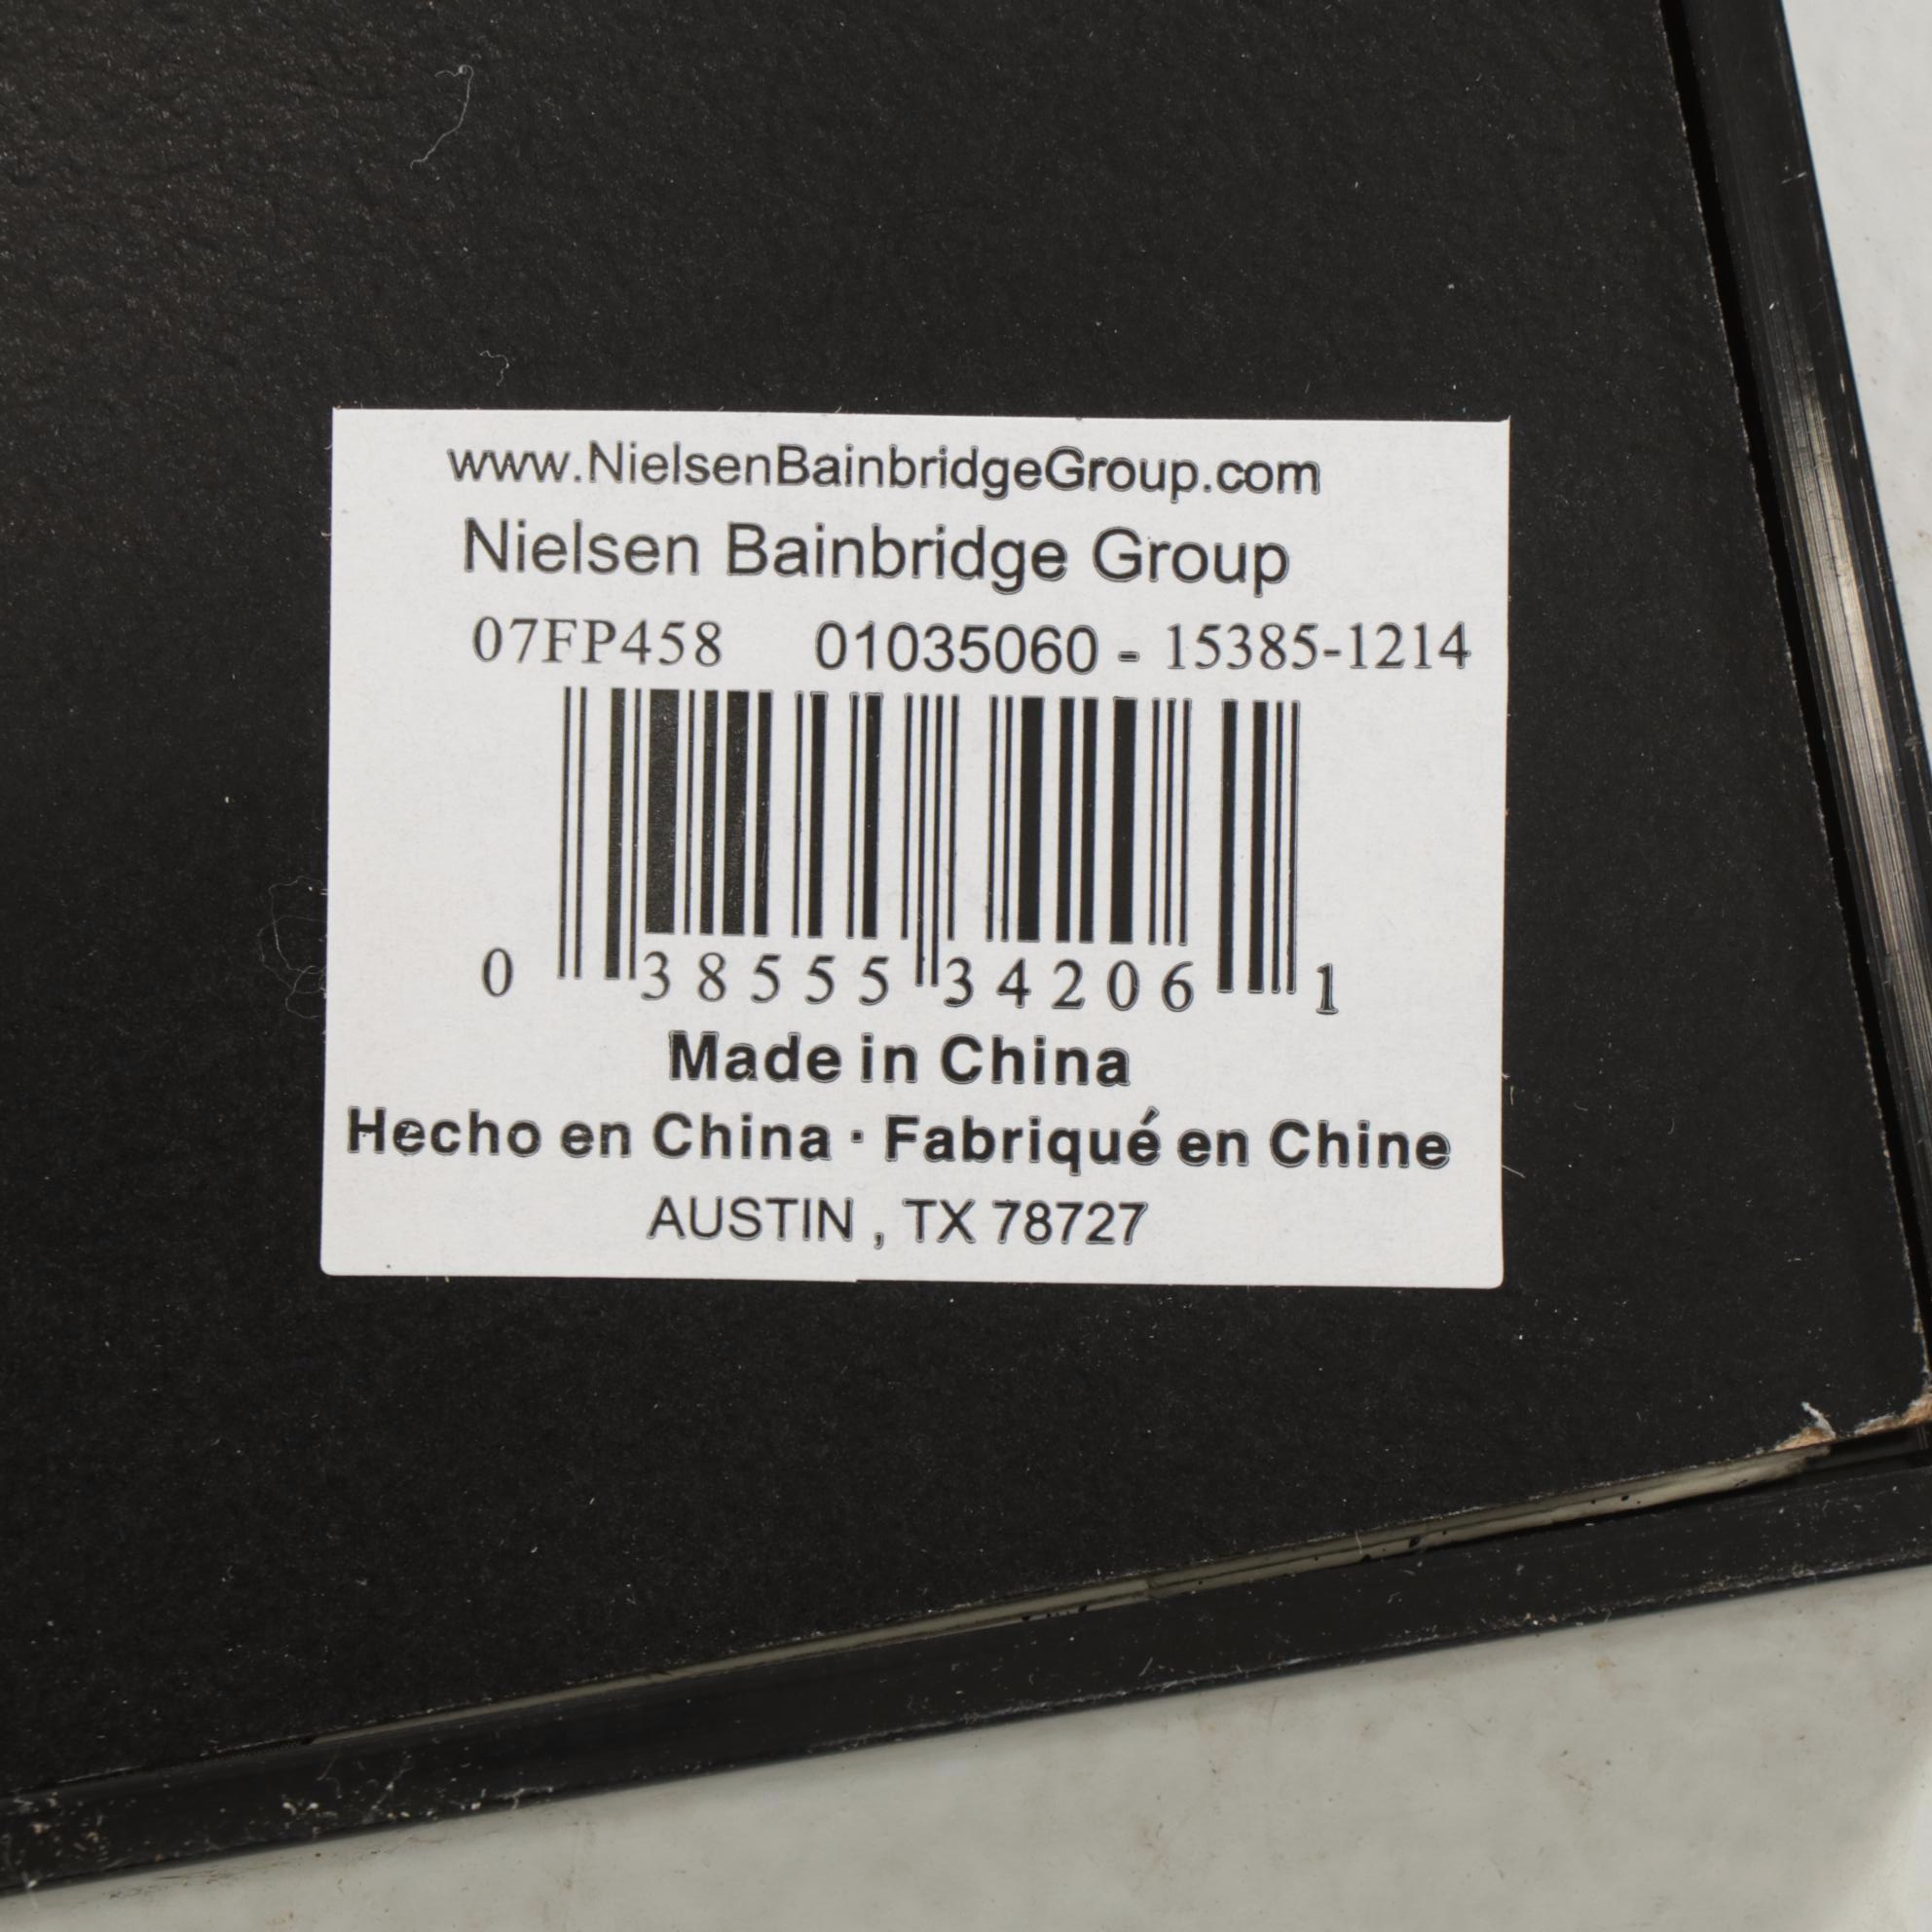 www.NielsenBainbridgeGroup.com
Nielsen Bainbridge Group
07FP458 01035060 - 15385-1214
0 38555 34206 1
Made in China
Hecho en China · Fabriqué en Chine
AUSTIN , TX 78727